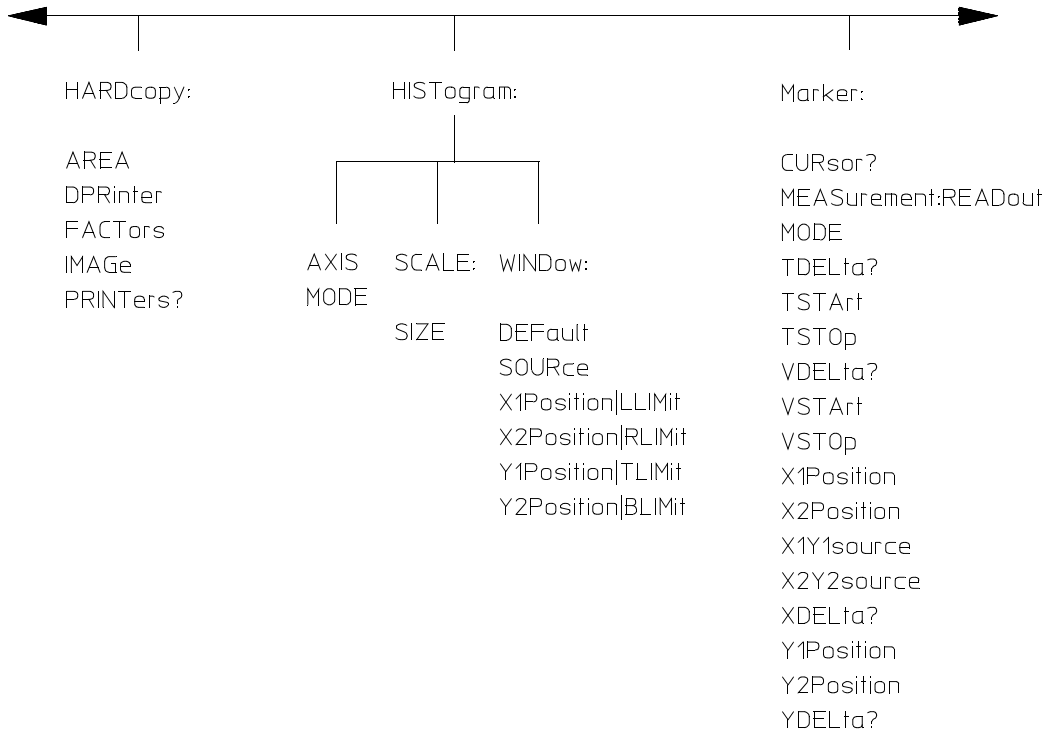 HARDcopy:
AREA
DPRinter
FACTors
IMAGe
PRINTers?
HISTogram:
AXIS
MODE
SCALE:
SIZE
WINDow:
DEFault
SOURce
X1Position|LLIMit
X2Position|RLIMit
Y1Position|TLIMit
Y2Position|BLIMit
Marker:
CURsor?
MEASurement:READout
MODE
TDELta?
TSTArt
TSTOp
VDELta?
VSTArt
VSTOp
X1Position
X2Position
X1Y1source
X2Y2source
XDELta?
Y1Position
Y2Position
YDELta?